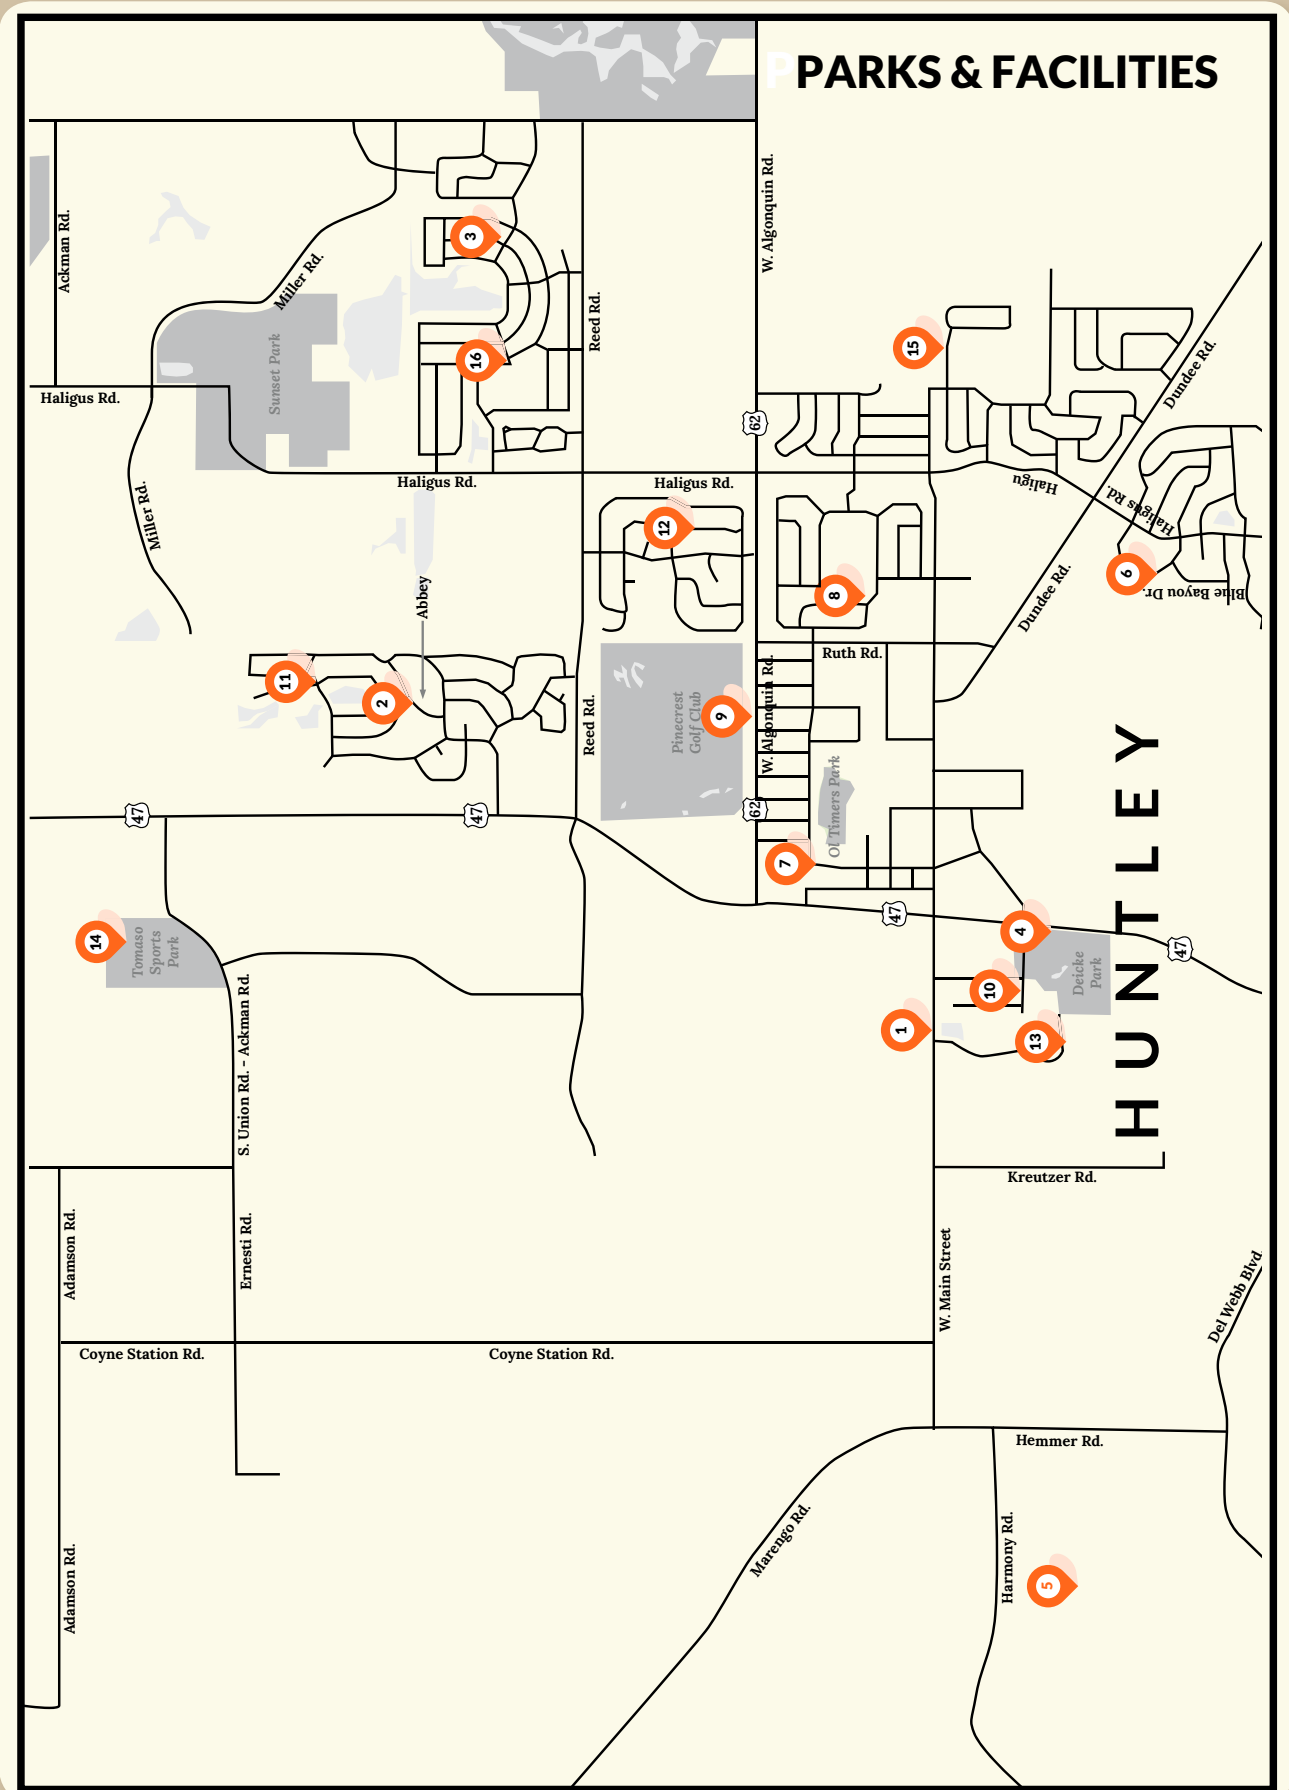 PPARKS & FACILITIES
W. Algonquin Rd.
Ackman Rd.
Miller Rd.
3
Reed Rd.
Sunset Park
16
15
Dundee Rd.
Haligus Rd.
62
Haligus Rd.
Haligus Rd.
Haligu
Haligus Rd.
Miller Rd.
12
Abbey
8
6
Blue Bayou Dr.
Dundee Rd.
Ruth Rd.
11
2
Reed Rd.
Pinecrest
Golf Club
9
W. Algonquin Rd.
Ol Timers Park
47
47
62
7
47
14
Tomaso
Sports
Park
4
Deicke
Park
47
10
1
13
HUNTLEY
S. Union Rd. - Ackman Rd.
Kreutzer Rd.
Adamson Rd.
Ernesti Rd.
W. Main Street
Del Webb Blvd.
Coyne Station Rd.
Coyne Station Rd.
Hemmer Rd.
Marengo Rd.
Harmony Rd.
5
Adamson Rd.